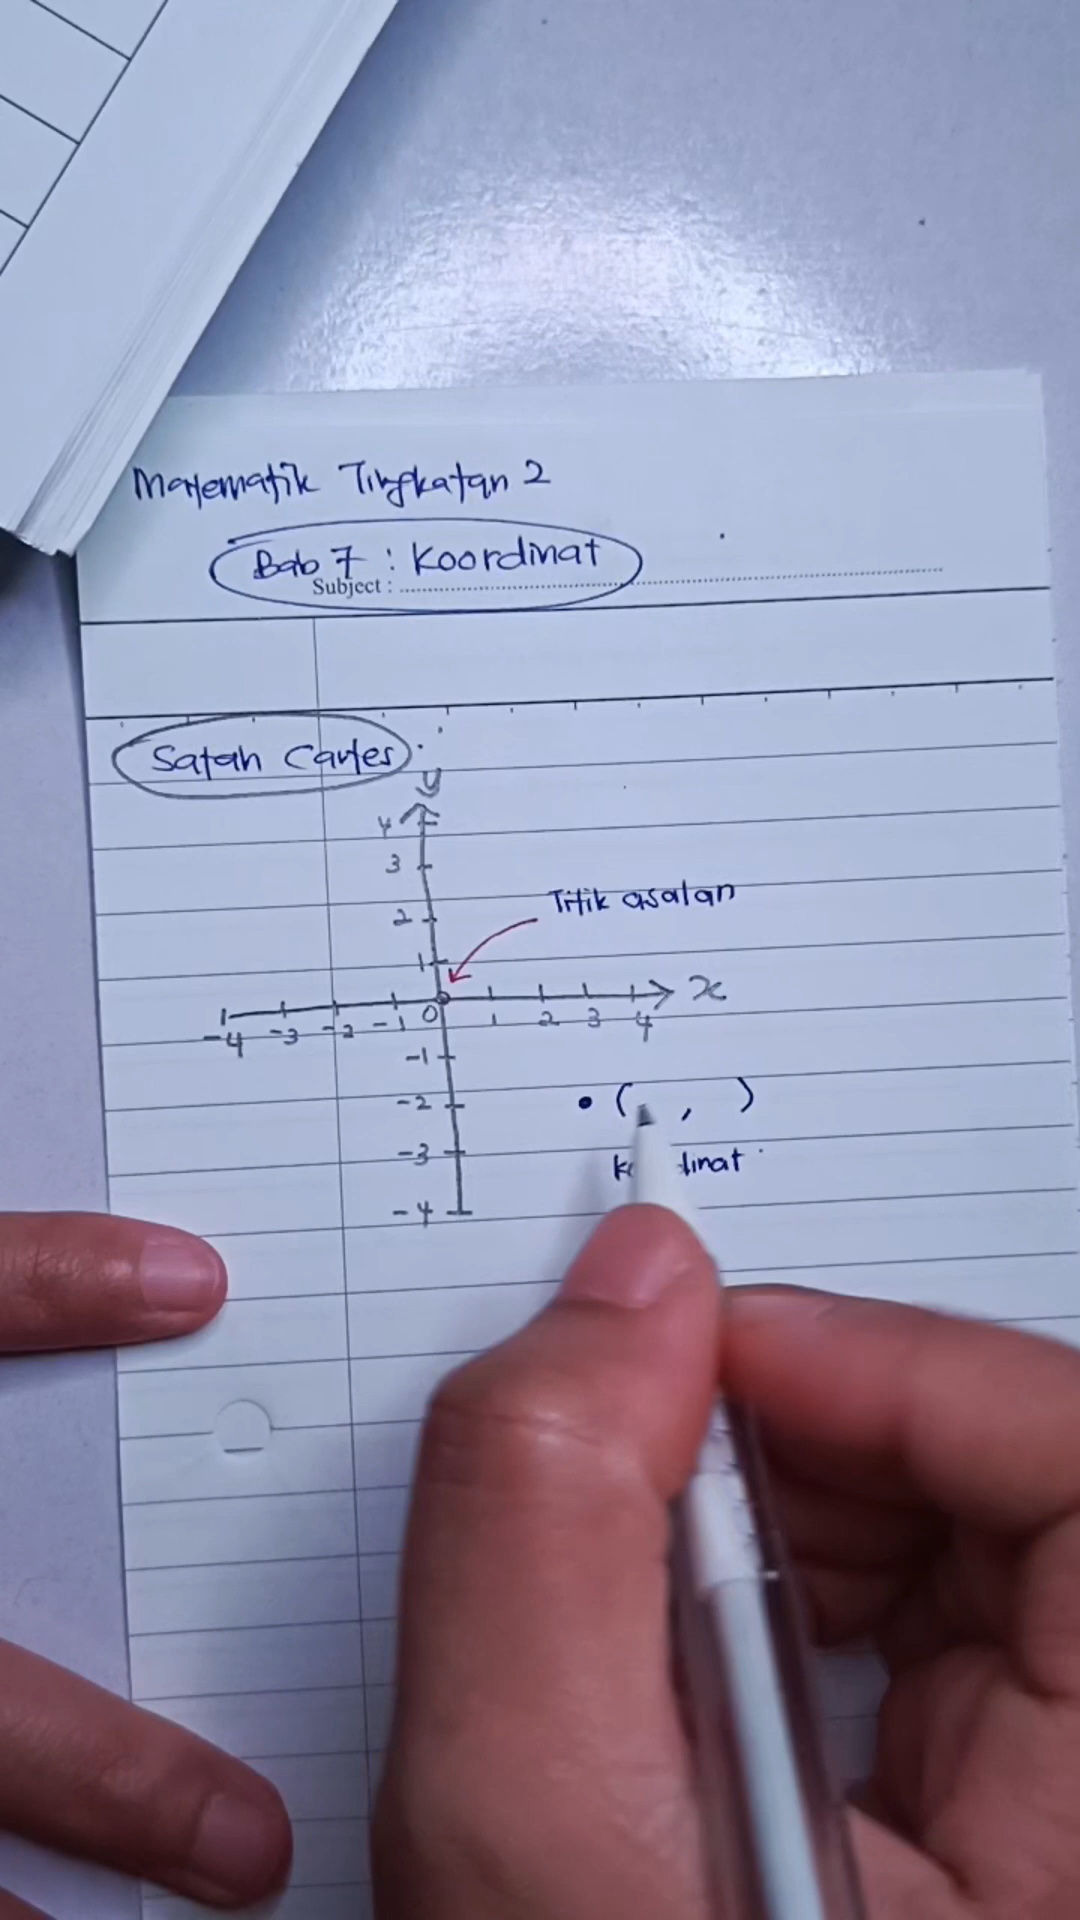 Matematik Tingkatan 2
Bab 7 : Koordinat
Subject :
Satah Cartes
y
4
3
2
1
Titik asalan
x
-4 -3 -2 -1 0 1 2 3 4
-1
-2
• ( , )
-3
-4